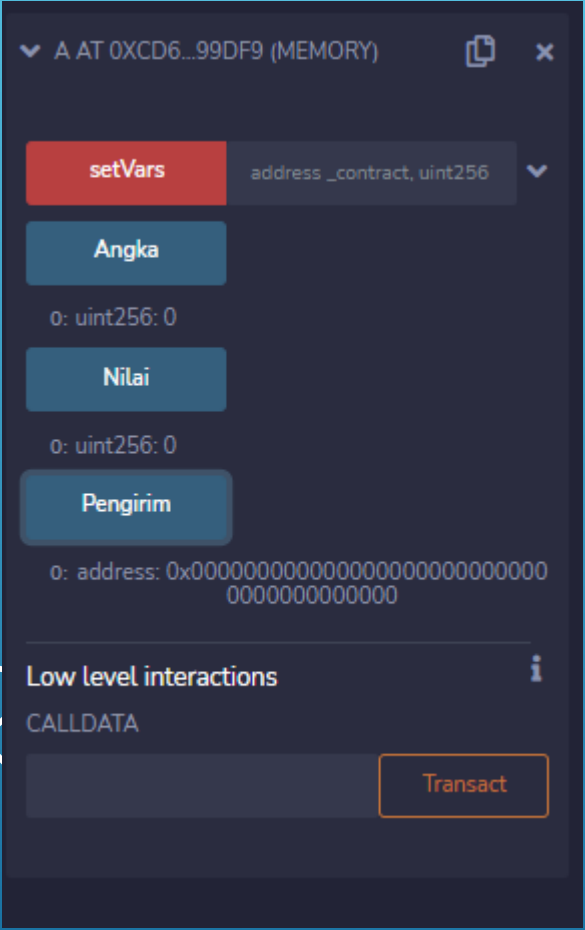 A AT 0XCD6...99DF9 (MEMORY)
setVars
address _contract, uint256
Angka
0: uint256: 0
Nilai
0: uint256: 0
Pengirim
0: address: 0x000000000000000000000000000
0000000000000
Low level interactions
CALLDATA
Transact